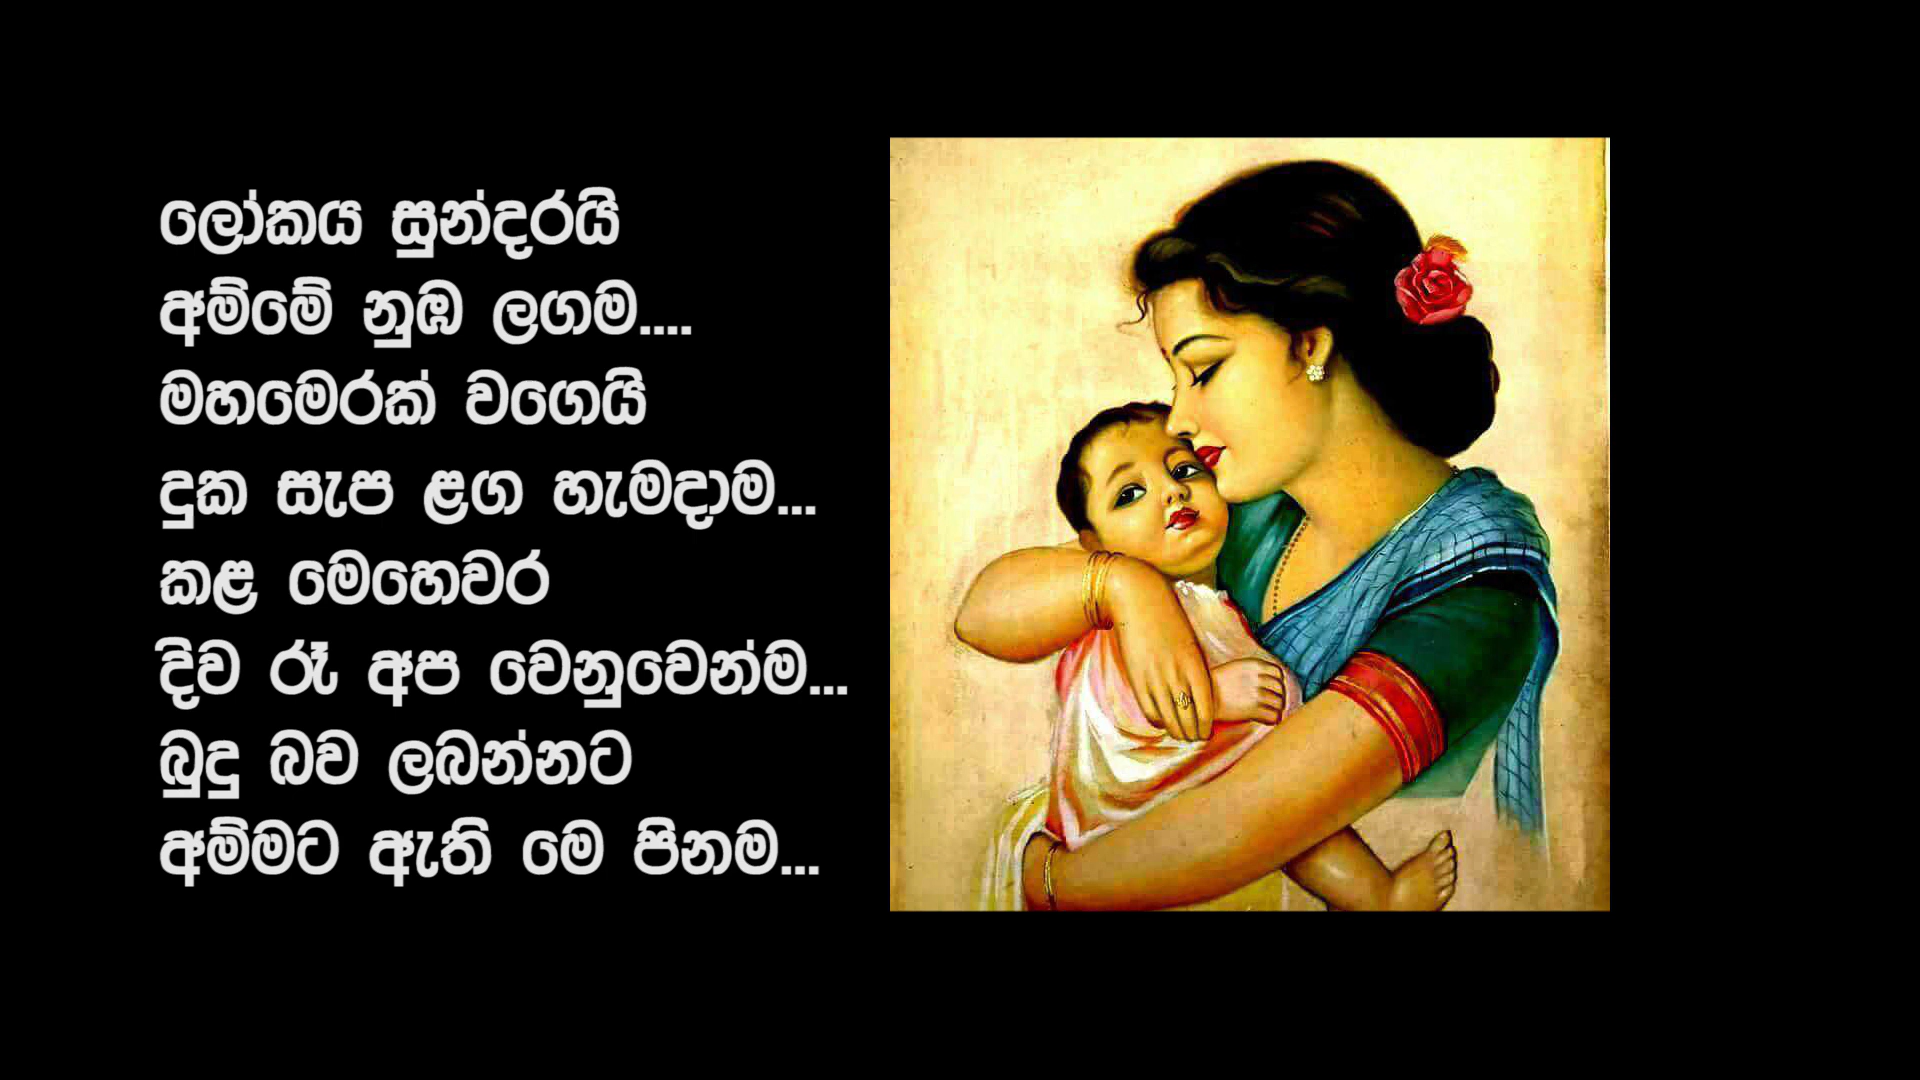 ලෝකය සුන්දරයි
අම්මේ නුඹ ලගම....
මහමෙරක් වගෙයි
දුක සැප ළග හැමදාම...
කළ මෙහෙවර
දිව රෑ අප වෙනුවෙන්ම...
බුදු බව ලබන්නට
අම්මට ඇති මෙ පිනම...